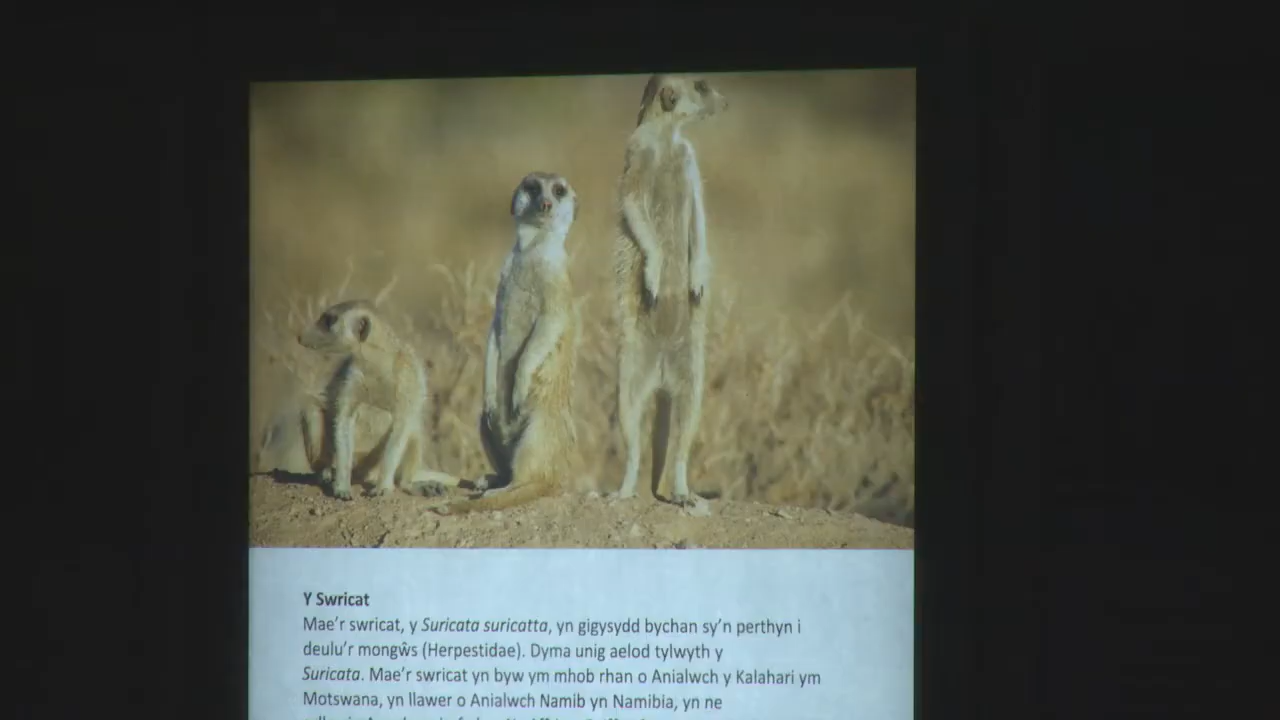 Y Swricat
Mae'r swricat, y Suricata suricatta, yn gigysydd bychan sy'n perthyn i
deulu'r mongŵs (Herpestidae). Dyma unig aelod tylwyth y
Suricata. Mae'r swricat yn byw ym mhob rhan o Anialwch y Kalahari ym
Motswana, yn llawer o Anialwch Namib yn Namibia, yn ne